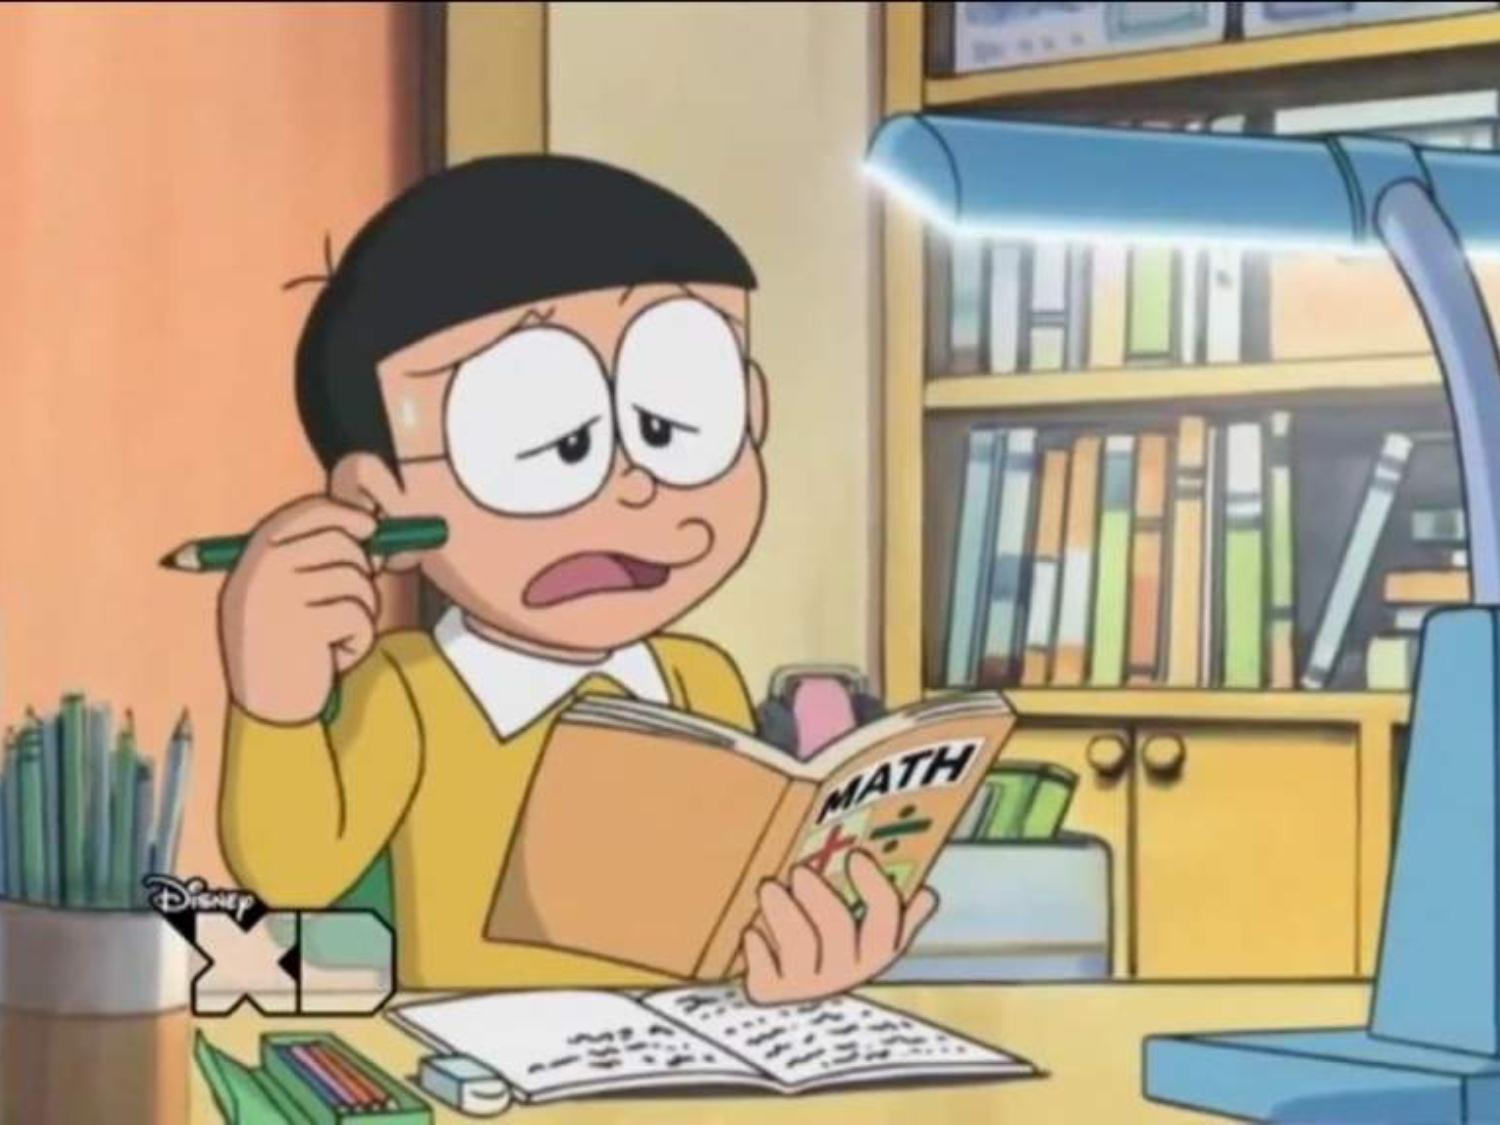 MATH
+ ÷
Disney
XD